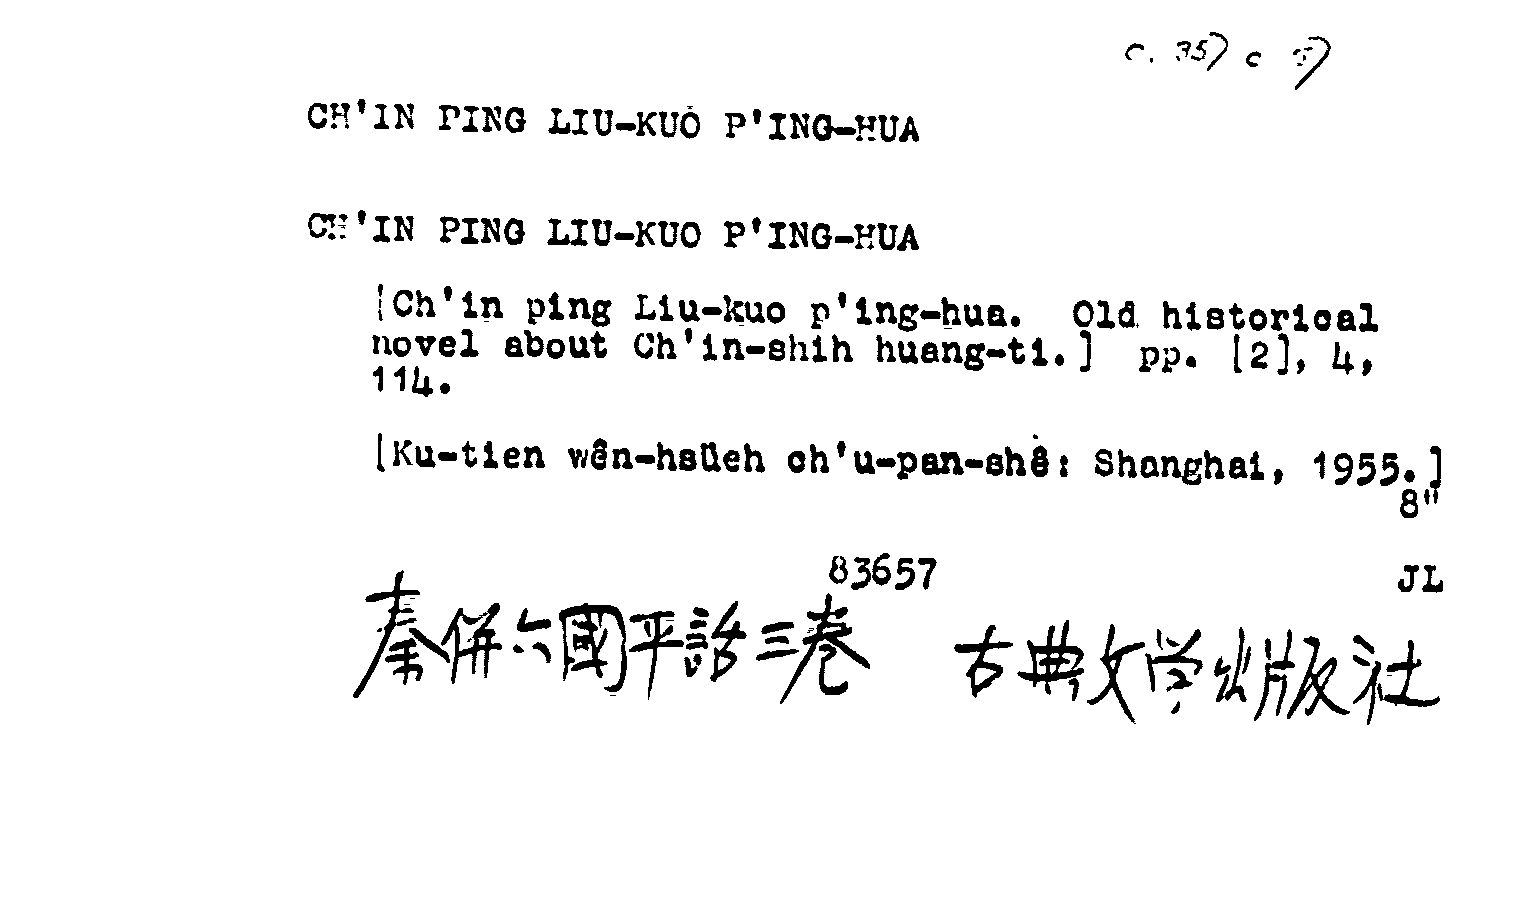 c. 357 c
CH'IN PING LIU-KUO P'ING-HUA
CH'IN PING LIU-KUO P'ING-HUA
[Ch'in ping Liu-kuo p'ing-hua. Old historical
novel about Ch'in-shih huang-ti.] pp. [2], 4,
114.
[Ku-tien wên-hsüeh ch'u-pan-shê: Shanghai, 1955.]
8"
83657 JL
秦併六國平話三卷 古典文学出版社